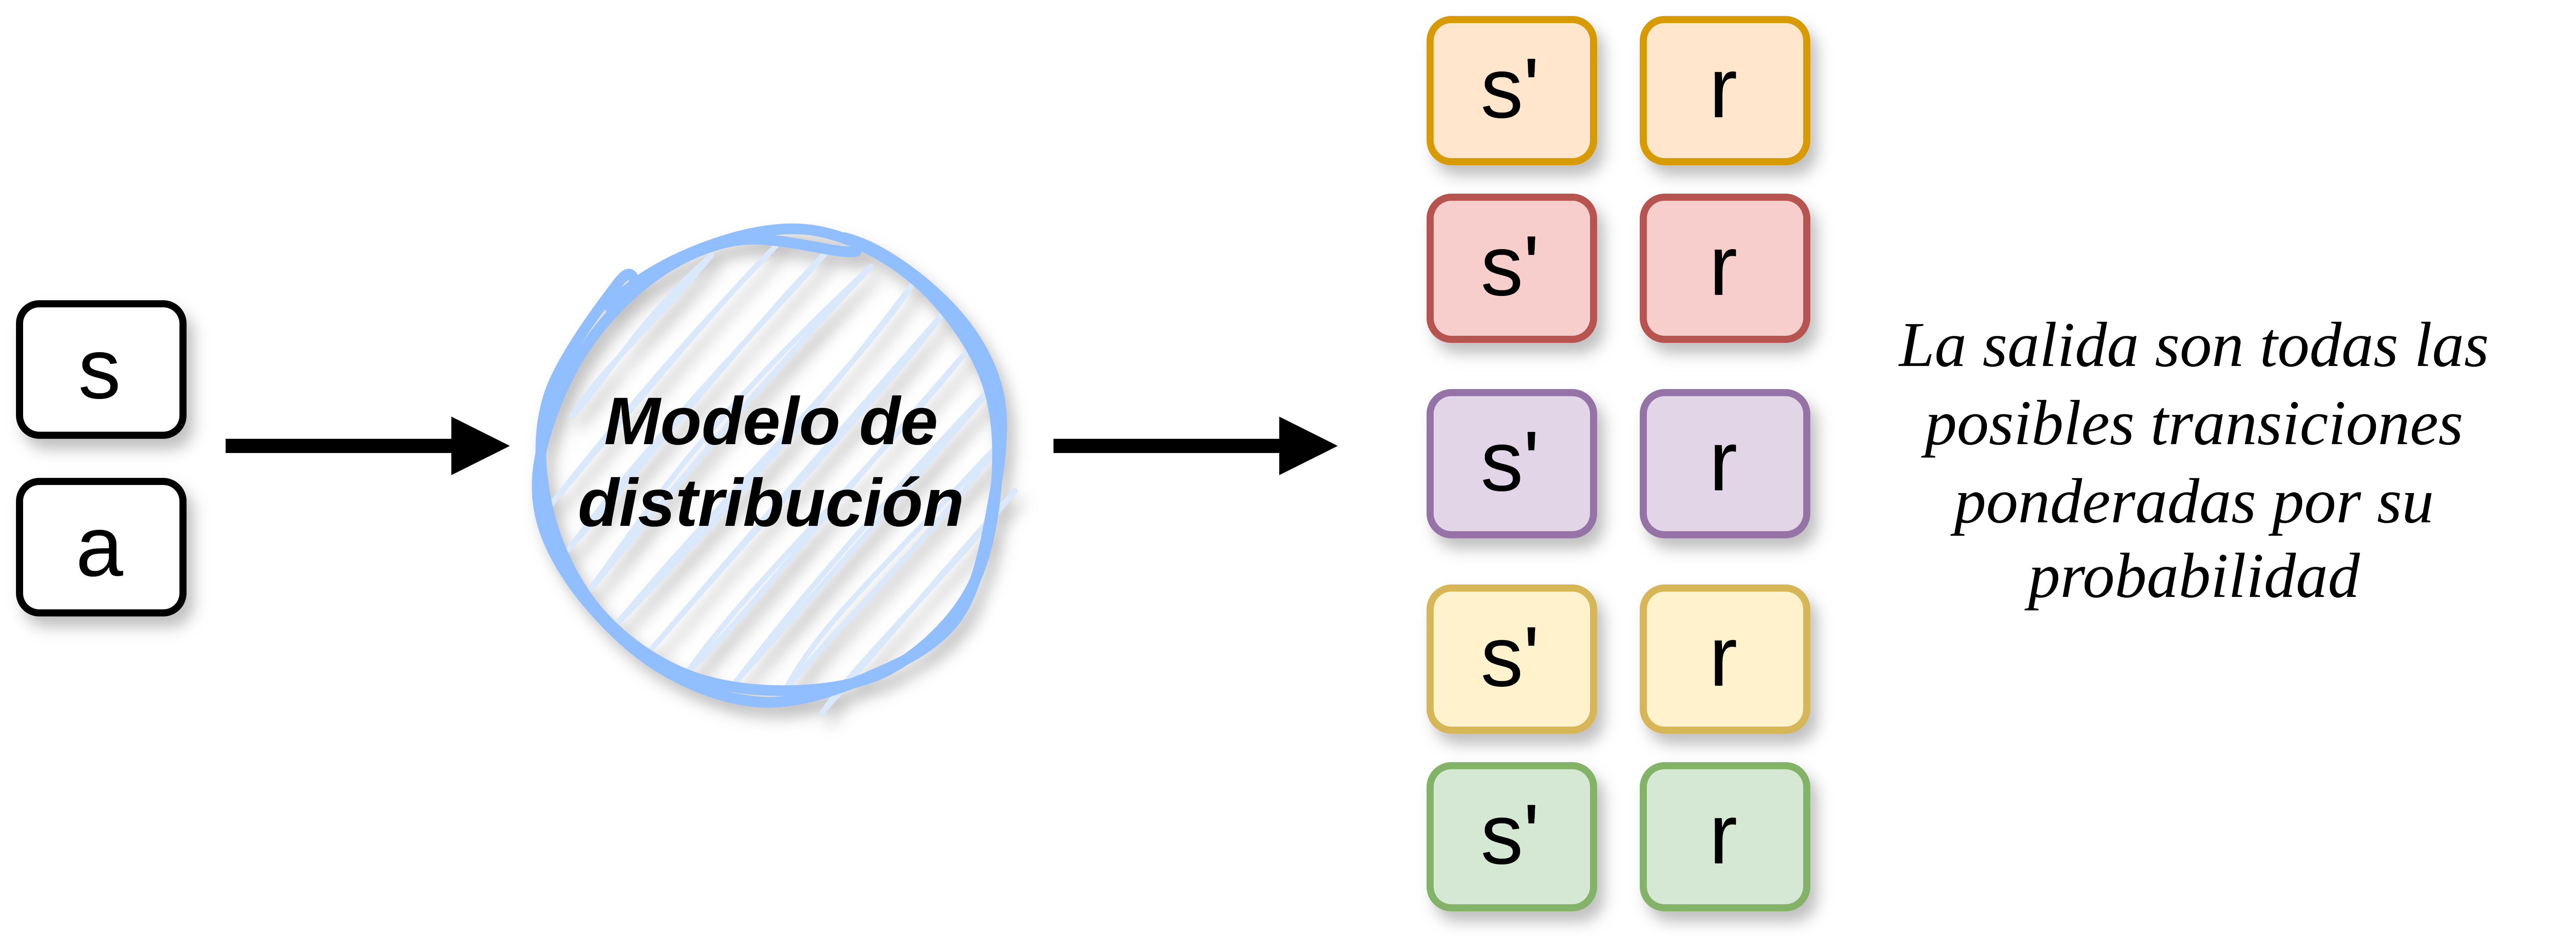 s
a
Modelo de
distribución
s' r
s' r
s' r
s' r
s' r
La salida son todas las
posibles transiciones
ponderadas por su
probabilidad